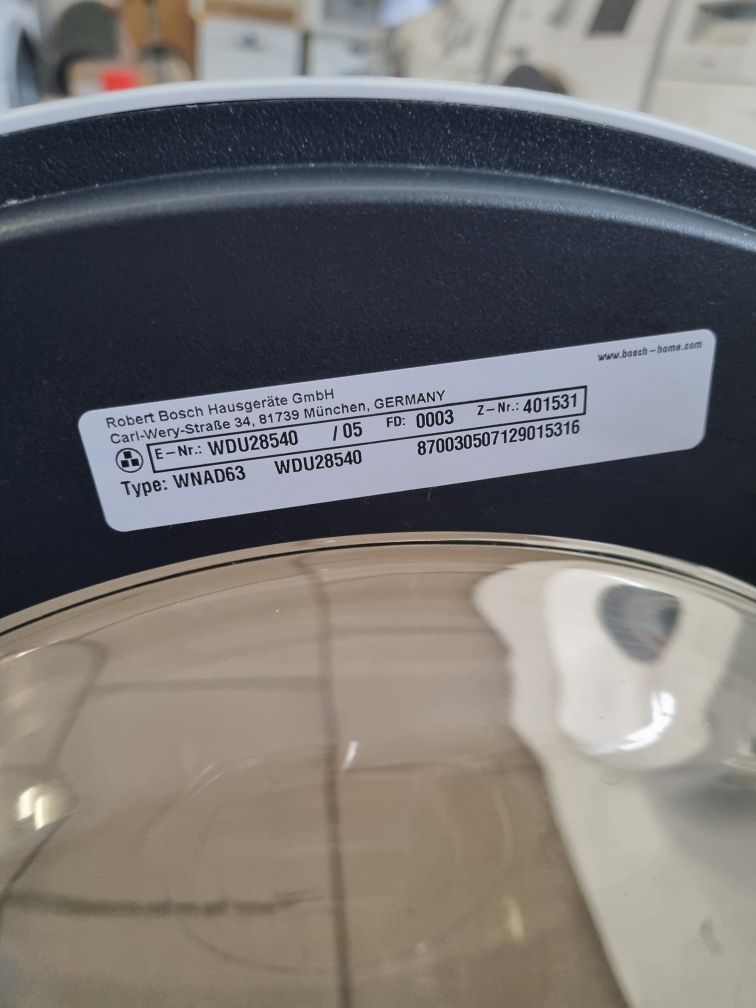 www.bosch-home.com
Robert Bosch Hausgeräte GmbH
Carl-Wery-Straße 34, 81739 München, GERMANY
E-Nr.: WDU28540 / 05 FD: 0003 Z-Nr.: 401531
Type: WNAD63 WDU28540 870030507129015316